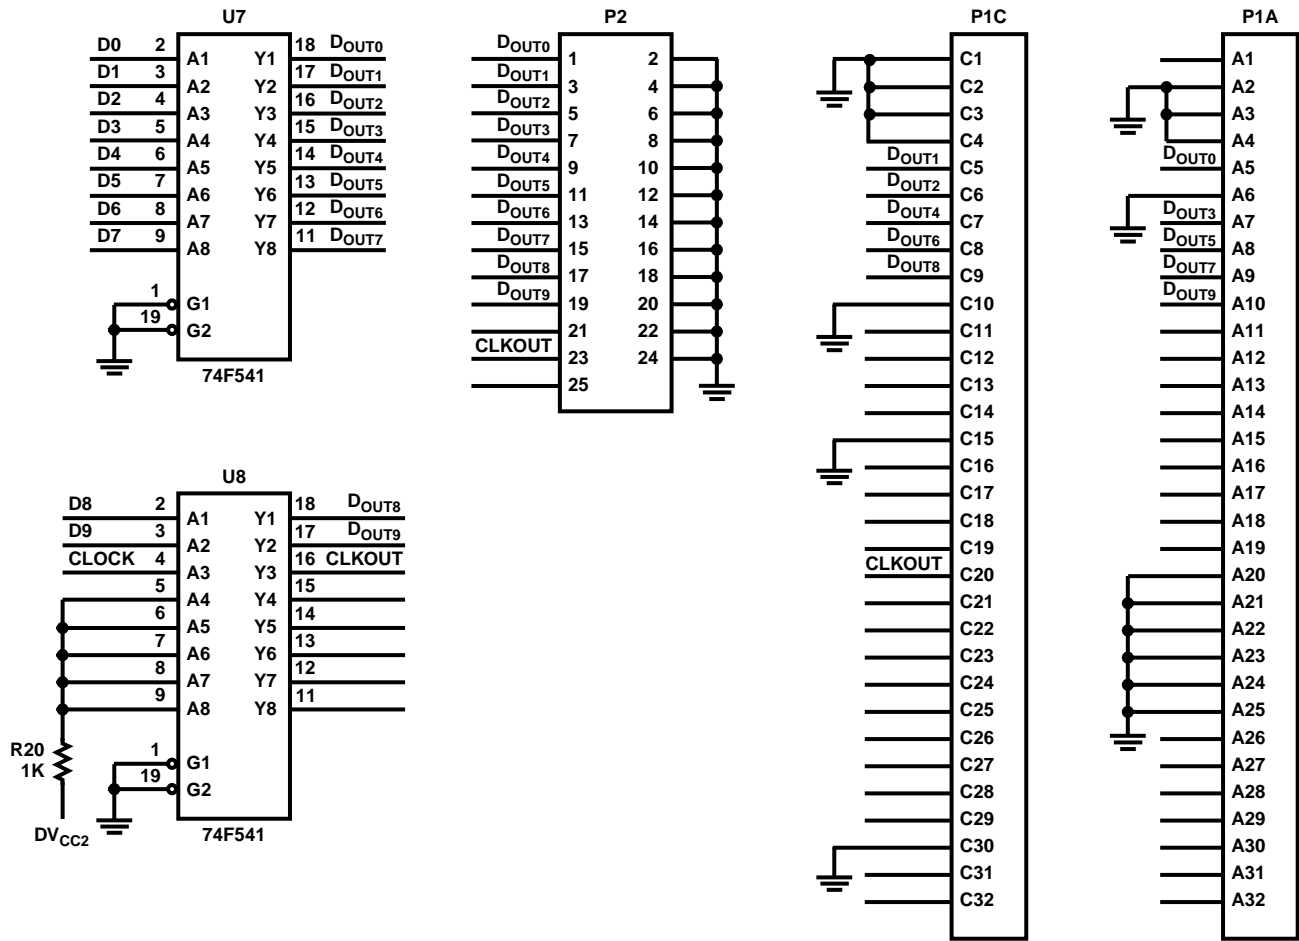 U7
D0 2 A1 Y1 18 DOUT0
D1 3 A2 Y2 17 DOUT1
D2 4 A3 Y3 16 DOUT2
D3 5 A4 Y4 15 DOUT3
D4 6 A5 Y5 14 DOUT4
D5 7 A6 Y6 13 DOUT5
D6 8 A7 Y7 12 DOUT6
D7 9 A8 Y8 11 DOUT7
1 G1
19 G2
74F541
U8
D8 2 A1 Y1 18 DOUT8
D9 3 A2 Y2 17 DOUT9
CLOCK 4 A3 Y3 16 CLKOUT
5 A4 Y4 15
6 A5 Y5 14
7 A6 Y6 13
8 A7 Y7 12
9 A8 Y8 11
R20
1K
DVCC2
1 G1
19 G2
74F541
P2
DOUT0 1 2
DOUT1 3 4
DOUT2 5 6
DOUT3 7 8
DOUT4 9 10
DOUT5 11 12
DOUT6 13 14
DOUT7 15 16
DOUT8 17 18
DOUT9 19 20
21 22
CLKOUT 23 24
25
P1C
C1
C2
C3
C4
DOUT1 C5
DOUT2 C6
DOUT4 C7
DOUT6 C8
DOUT8 C9
C10
C11
C12
C13
C14
C15
C16
C17
C18
C19
CLKOUT C20
C21
C22
C23
C24
C25
C26
C27
C28
C29
C30
C31
C32
P1A
A1
A2
A3
A4
DOUT0 A5
A6
DOUT3 A7
DOUT5 A8
DOUT7 A9
DOUT9 A10
A11
A12
A13
A14
A15
A16
A17
A18
A19
A20
A21
A22
A23
A24
A25
A26
A27
A28
A29
A30
A31
A32